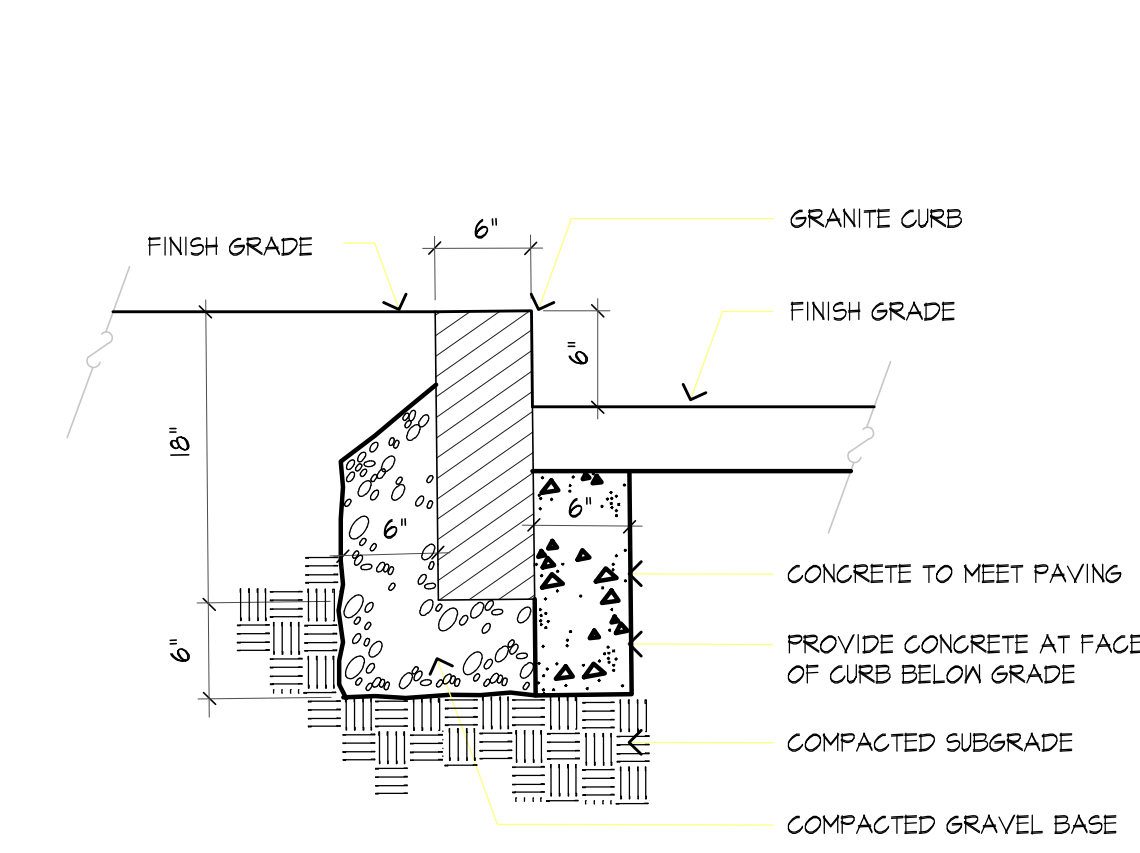 GRANITE CURB
6"
FINISH GRADE
FINISH GRADE
6"
18"
6"
6"
CONCRETE TO MEET PAVING
PROVIDE CONCRETE AT FACE
OF CURB BELOW GRADE
6"
COMPACTED SUBGRADE
COMPACTED GRAVEL BASE